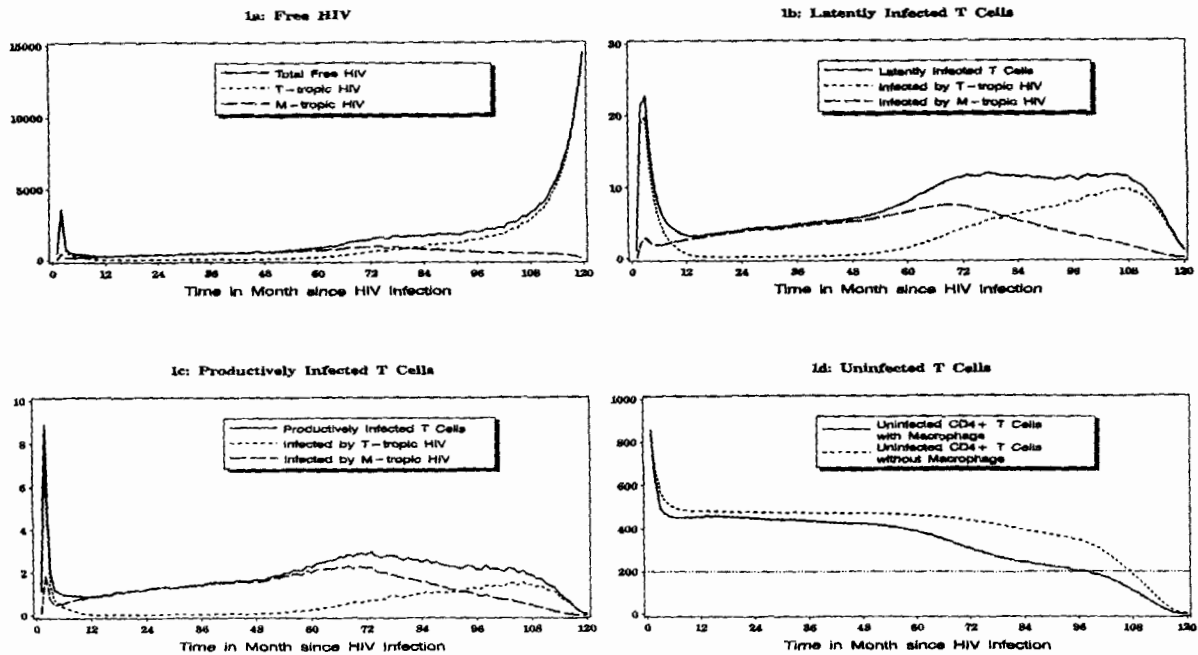 1a: Free HIV
15000
10000
5000
0
Total Free HIV
T-tropic HIV
M-tropic HIV
0 12 24 36 48 60 72 84 96 108 120
Time in Month since HIV Infection
1b: Latently Infected T Cells
30
20
10
0
Latently Infected T Cells
Infected by T-tropic HIV
Infected by M-tropic HIV
0 12 24 36 48 60 72 84 96 108 120
Time in Month since HIV Infection
1c: Productively Infected T Cells
10
8
6
4
2
0
Productively Infected T Cells
Infected by T-tropic HIV
Infected by M-tropic HIV
0 12 24 36 48 60 72 84 96 108 120
Time in Month since HIV Infection
1d: Uninfected T Cells
1000
800
600
400
200
0
Uninfected CD4+ T Cells
with Macrophage
Uninfected CD4+ T Cells
without Macrophage
0 12 24 36 48 60 72 84 96 108 120
Time in Month since HIV Infection